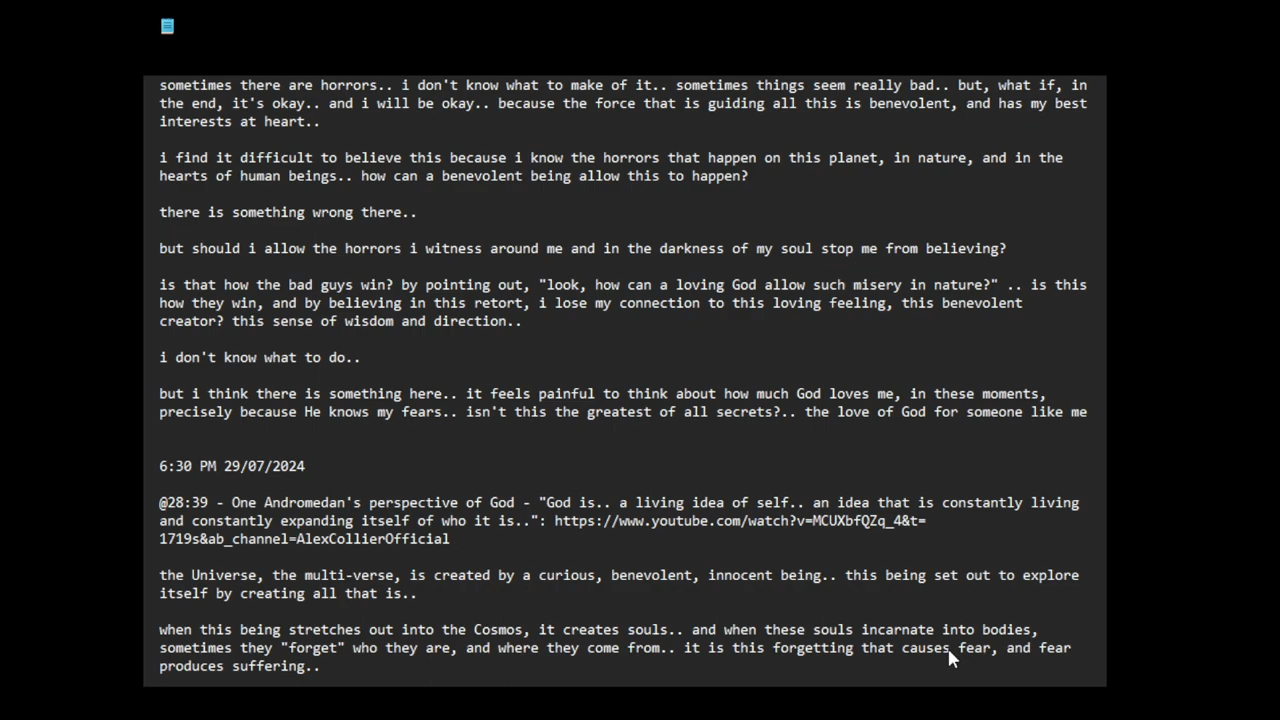 sometimes there are horrors.. i don't know what to make of it.. sometimes things seem really bad.. but, what if, in
the end, it's okay.. and i will be okay.. because the force that is guiding all this is benevolent, and has my best
interests at heart..
i find it difficult to believe this because i know the horrors that happen on this planet, in nature, and in the
hearts of human beings.. how can a benevolent being allow this to happen?
there is something wrong there..
but should i allow the horrors i witness around me and in the darkness of my soul stop me from believing?
is that how the bad guys win? by pointing out, "look, how can a loving God allow such misery in nature?" .. is this
how they win, and by believing in this retort, i lose my connection to this loving feeling, this benevolent
creator? this sense of wisdom and direction..
i don't know what to do..
but i think there is something here.. it feels painful to think about how much God loves me, in these moments,
precisely because He knows my fears.. isn't this the greatest of all secrets?.. the love of God for someone like me
6:30 PM 29/07/2024
@28:39 - One Andromedan's perspective of God - "God is.. a living idea of self.. an idea that is constantly living
and constantly expanding itself of who it is..": https://www.youtube.com/watch?v=MCUXbfQZq_4&t=
1719s&ab_channel=AlexCollierOfficial
the Universe, the multi-verse, is created by a curious, benevolent, innocent being.. this being set out to explore
itself by creating all that is..
when this being stretches out into the Cosmos, it creates souls.. and when these souls incarnate into bodies,
sometimes they "forget" who they are, and where they come from.. it is this forgetting that causes fear, and fear
produces suffering..